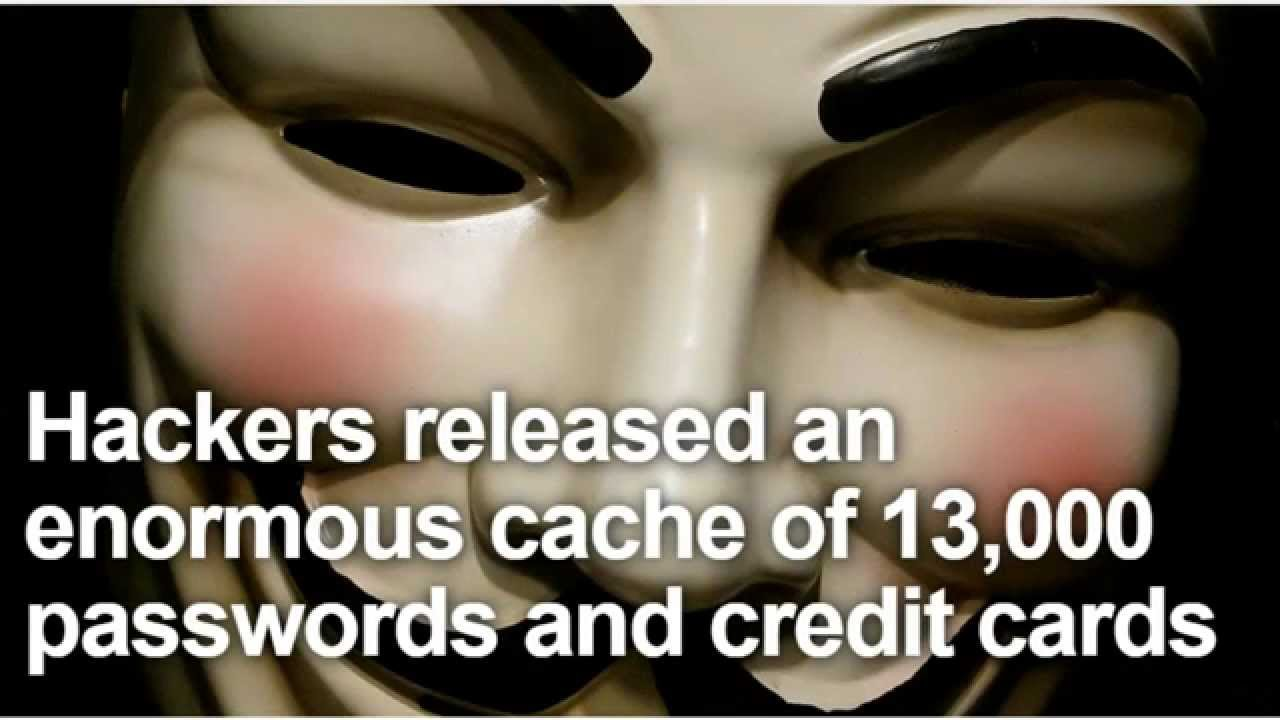 Hackers released an
enormous cache of 13,000
passwords and credit cards